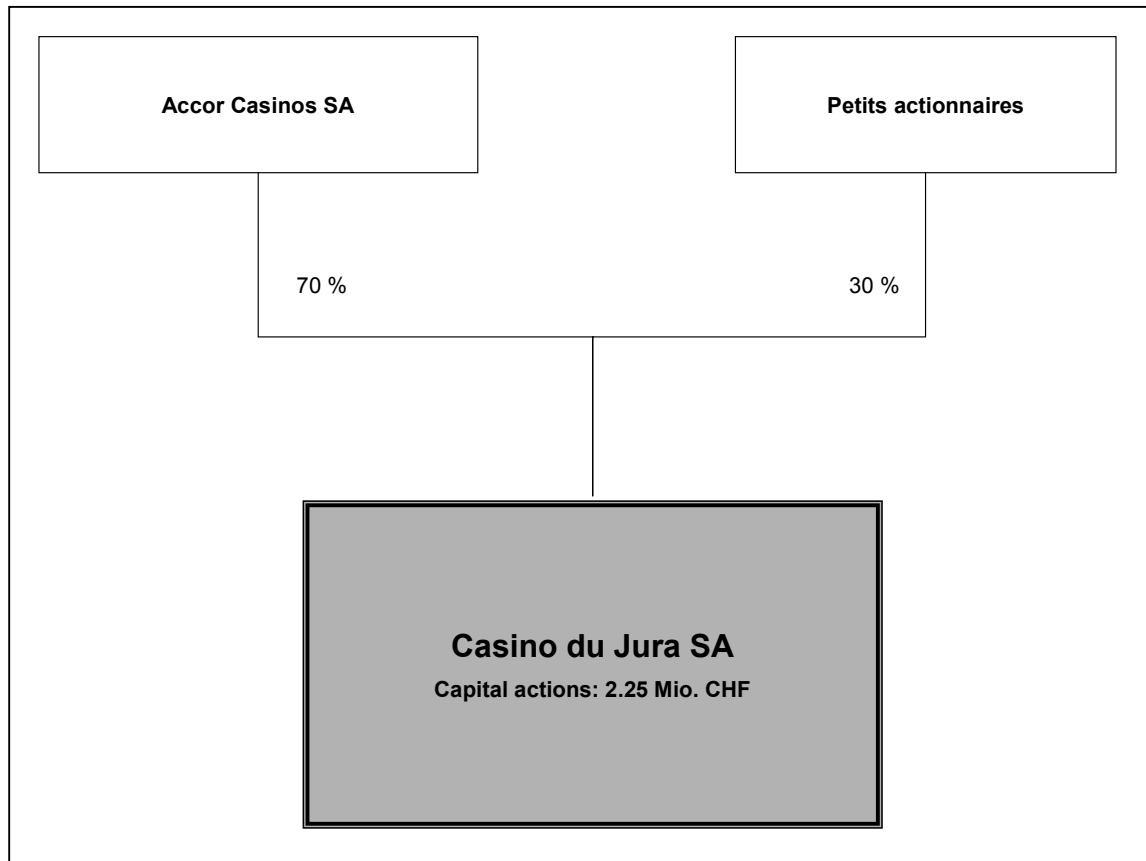 Accor Casinos SA
Petits actionnaires
70 %
30 %
Casino du Jura SA
Capital actions: 2.25 Mio. CHF